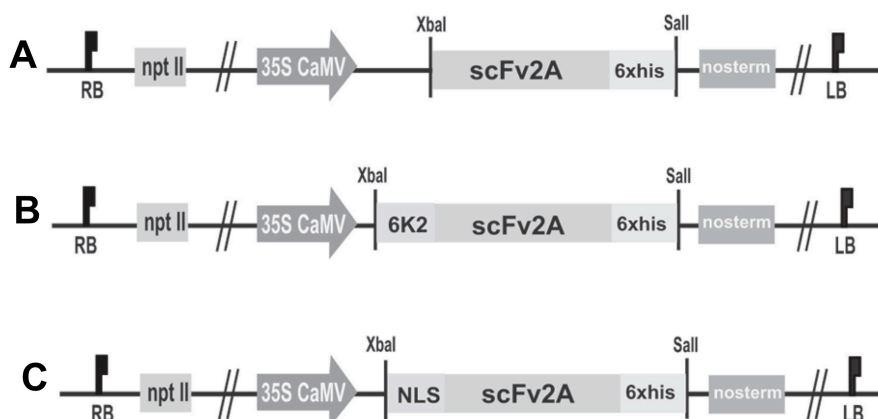 A
RB
npt II
35S CaMV
XbaI
scFv2A
6xhis
SalI
nosterm
LB
B
RB
npt II
35S CaMV
XbaI
6K2
scFv2A
6xhis
SalI
nosterm
LB
C
RB
npt II
35S CaMV
XbaI
NLS
scFv2A
6xhis
SalI
nosterm
LB